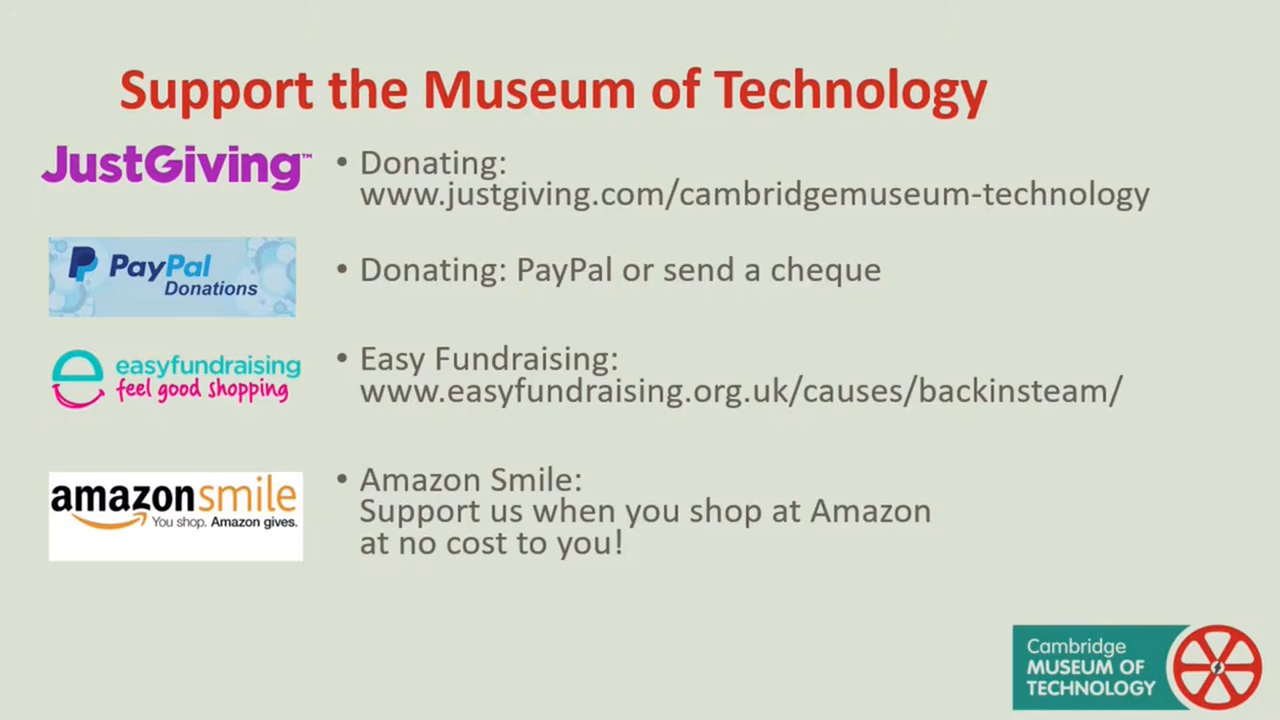 Support the Museum of Technology
JustGiving™
• Donating:
www.justgiving.com/cambridgemuseum-technology
PayPal
Donations
• Donating: PayPal or send a cheque
easyfundraising
feel good shopping
• Easy Fundraising:
www.easyfundraising.org.uk/causes/backinsteam/
amazonsmile
You shop. Amazon gives.
• Amazon Smile:
Support us when you shop at Amazon
at no cost to you!
Cambridge
MUSEUM OF
TECHNOLOGY